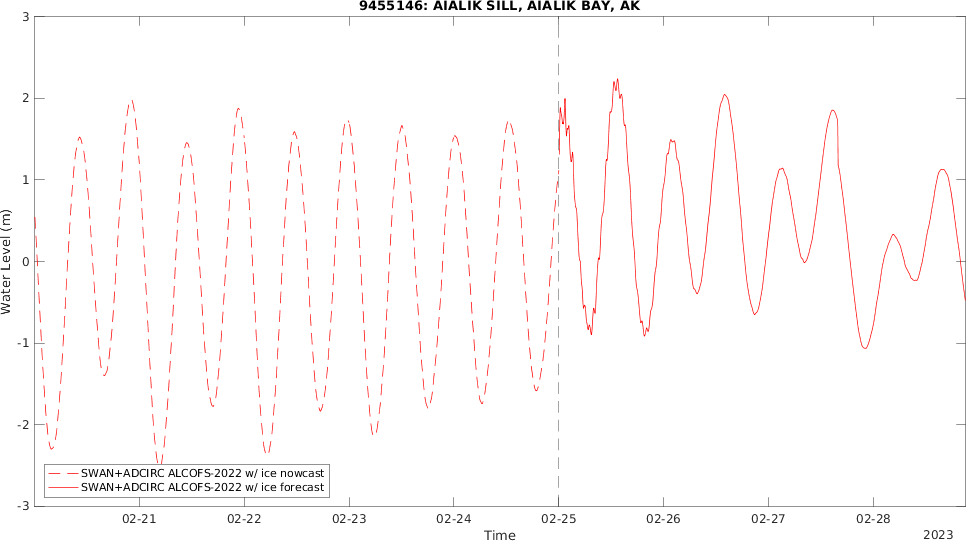 9455146: AIALIK SILL, AIALIK BAY, AK
Water Level (m)
3
2
1
0
-1
-2
-3
SWAN+ADCIRC ALCOFS-2022 w/ ice nowcast
SWAN+ADCIRC ALCOFS-2022 w/ ice forecast
02-21 02-22 02-23 02-24 02-25 02-26 02-27 02-28
Time
2023